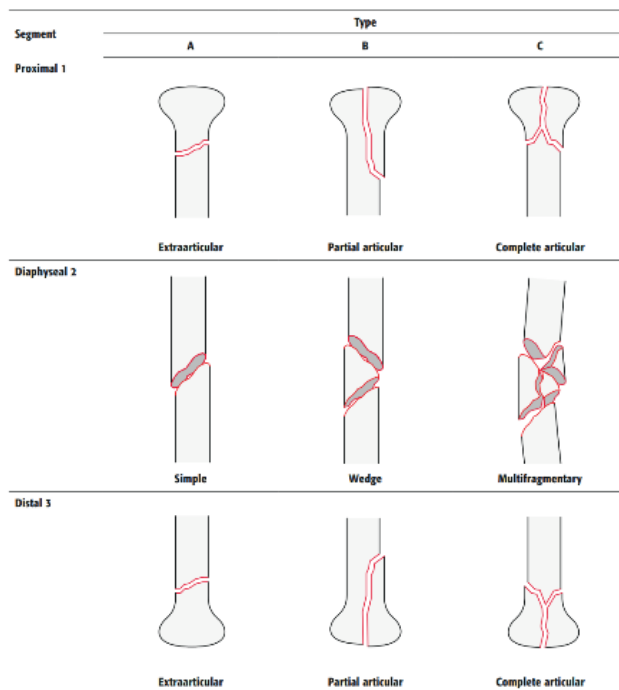 Segment
Type
A B C
Proximal 1
Extraarticular Partial articular Complete articular
Diaphyseal 2
Simple Wedge Multifragmentary
Distal 3
Extraarticular Partial articular Complete articular